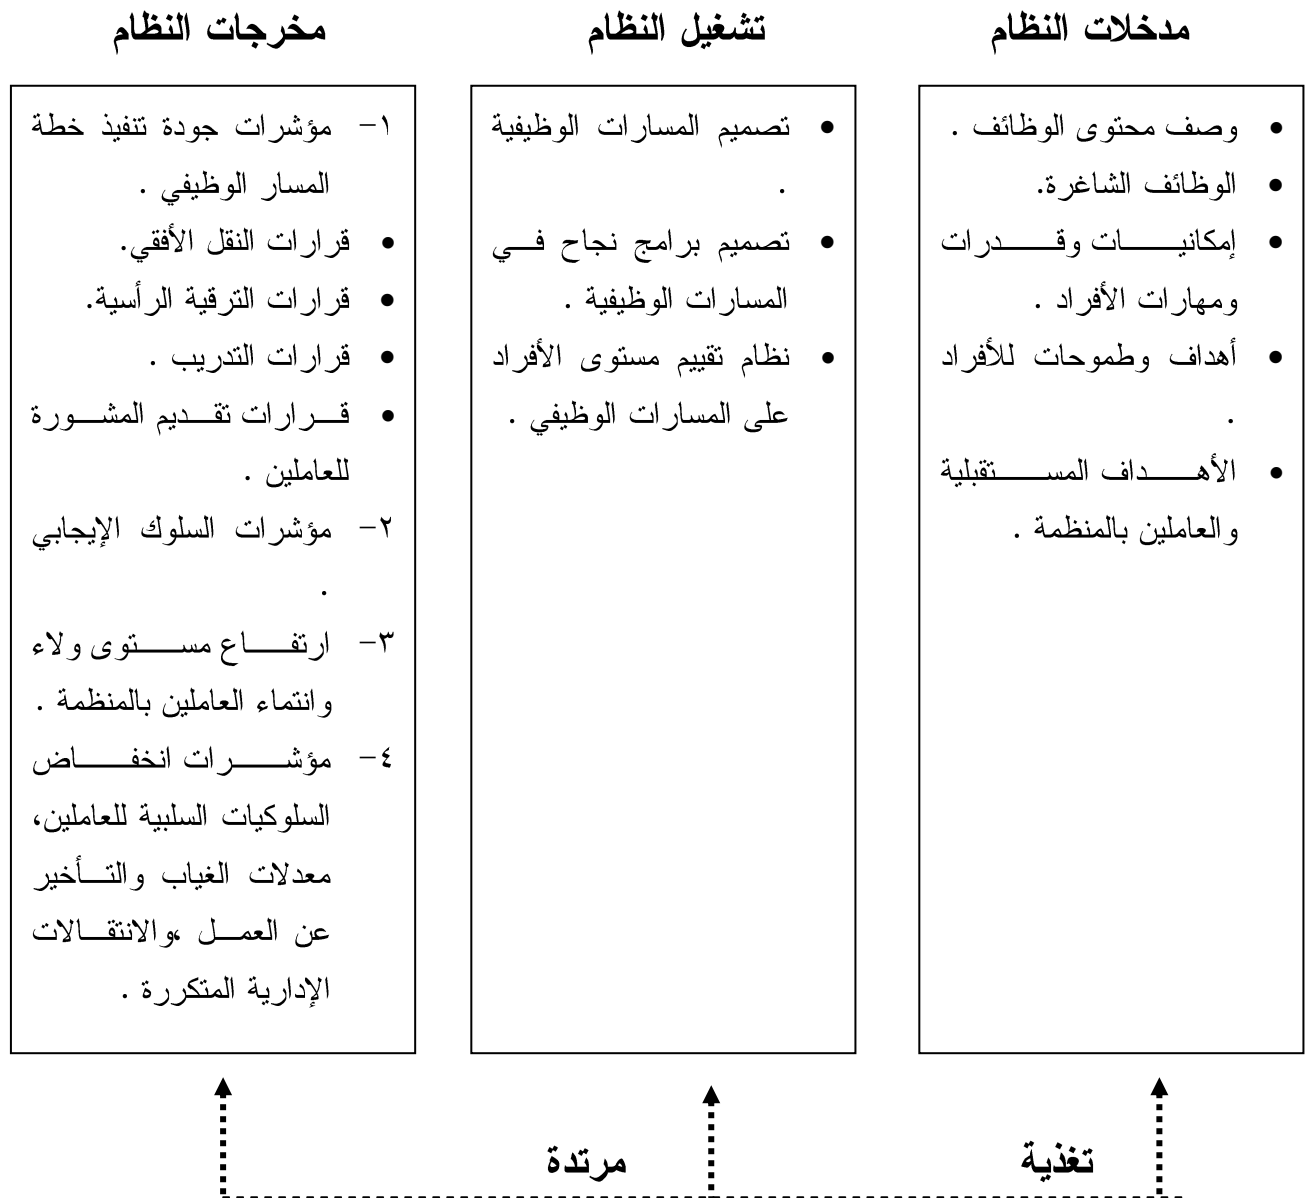 مدخلات النظام
وصف محتوى الوظائف .
الوظائف الشاغرة.
إمكانيات وقدرات
ومهارات الأفراد .
أهداف وطموحات للأفراد
.
الأهداف المستقبلية
والعاملين بالمنظمة .
تشغيل النظام
تصميم المسارات الوظيفية
.
تصميم برامج نجاح في
المسارات الوظيفية .
نظام تقييم مستوى الأفراد
على المسارات الوظيفي .
مخرجات النظام
١- مؤشرات جودة تنفيذ خطة
المسار الوظيفي .
قرارات النقل الأفقي.
قرارات الترقية الرأسية.
قرارات التدريب .
قرارات تقديم المشورة
للعاملين .
٢- مؤشرات السلوك الإيجابي
.
٣- ارتفاع مستوى ولاء
وانتماء العاملين بالمنظمة .
٤- مؤشرات انخفاض
السلوكيات السلبية للعاملين،
معدلات الغياب والتأخير
عن العمل ،والانتقالات
الإدارية المتكررة .
تغذية مرتدة